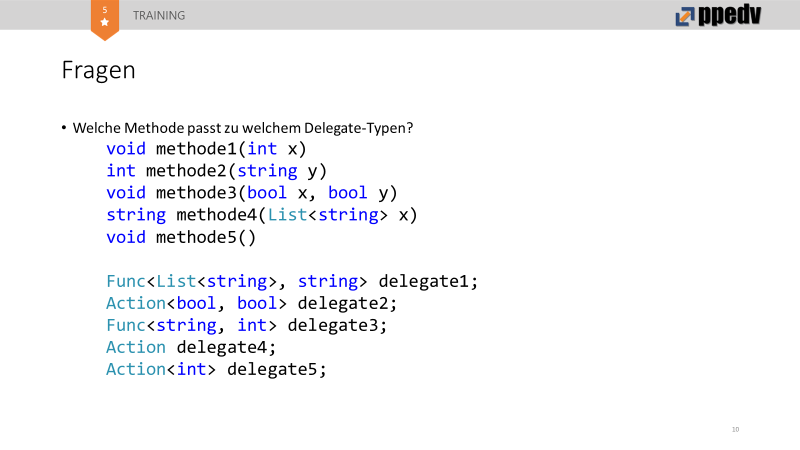 5
TRAINING
ppedv
Fragen
• Welche Methode passt zu welchem Delegate-Typen?
void methode1(int x)
int methode2(string y)
void methode3(bool x, bool y)
string methode4(List<string> x)
void methode5()
Func<List<string>, string> delegate1;
Action<bool, bool> delegate2;
Func<string, int> delegate3;
Action delegate4;
Action<int> delegate5;
10